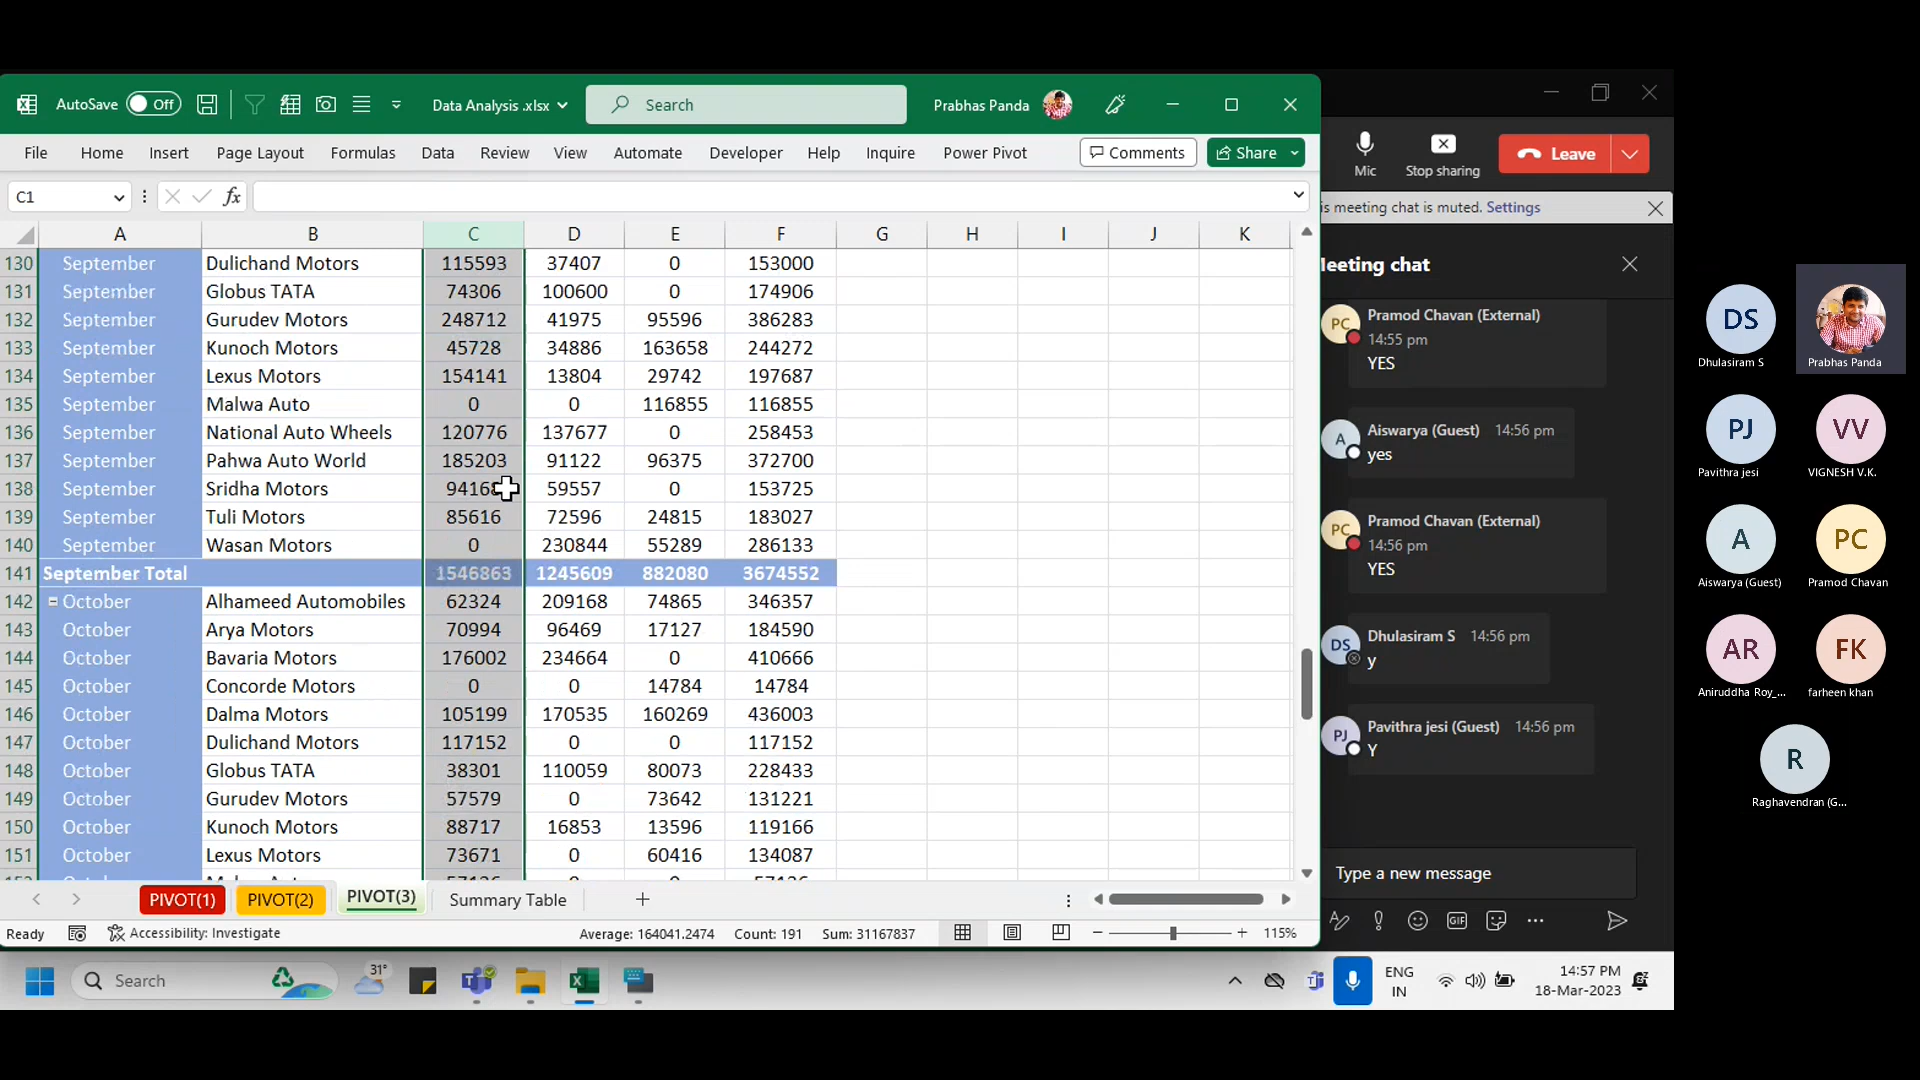 AutoSave Off Data Analysis .xlsx Search Prabhas Panda
File Home Insert Page Layout Formulas Data Review View Automate Developer Help Inquire Power Pivot Comments Share
C1 fx
A B C D E F G H I J K
130 September Dulichand Motors 115593 37407 0 153000
131 September Globus TATA 74306 100600 0 174906
132 September Gurudev Motors 248712 41975 95596 386283
133 September Kunoch Motors 45728 34886 163658 244272
134 September Lexus Motors 154141 13804 29742 197687
135 September Malwa Auto 0 0 116855 116855
136 September National Auto Wheels 120776 137677 0 258453
137 September Pahwa Auto World 185203 91122 96375 372700
138 September Sridha Motors 59557 0 153725
139 September Tuli Motors 85616 72596 24815 183027
140 September Wasan Motors 0 230844 55289 286133
141 September Total 1546863 1245609 882080 3674552
142 October Alhameed Automobiles 62324 209168 74865 346357
143 October Arya Motors 70994 96469 17127 184590
144 October Bavaria Motors 176002 234664 0 410666
145 October Concorde Motors 0 0 14784 14784
146 October Dalma Motors 105199 170535 160269 436003
147 October Dulichand Motors 117152 0 0 117152
148 October Globus TATA 38301 110059 80073 228433
149 October Gurudev Motors 57579 0 73642 131221
150 October Kunoch Motors 88717 16853 13596 119166
151 October Lexus Motors 73671 0 60416 134087
PIVOT(1) PIVOT(2) PIVOT(3) Summary Table
Ready Accessibility: Investigate Average: 164041.2474 Count: 191 Sum: 31167837 115%
Mic Stop sharing Leave
is meeting chat is muted. Settings
Meeting chat
PC Pramod Chavan (External)
14:55 pm
YES
A Aiswarya (Guest) 14:56 pm
yes
PC Pramod Chavan (External)
14:56 pm
YES
DS Dhulasiram S 14:56 pm
y
PJ Pavithra jesi (Guest) 14:56 pm
Y
Type a new message
GIF
DS
Dhulasiram S Prabhas Panda
PJ VV
Pavithra jesi VIGNESH V.K.
A PC
Aiswarya (Guest) Pramod Chavan
AR FK
Aniruddha Roy_... farheen khan
R
Raghavendran (G...
Search 31° ENG IN 14:57 PM 18-Mar-2023